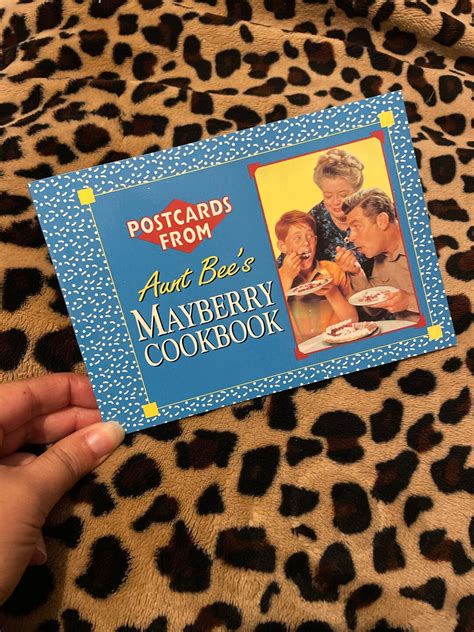 POSTCARDS
FROM
Aunt Bee's
MAYBERRY
COOKBOOK